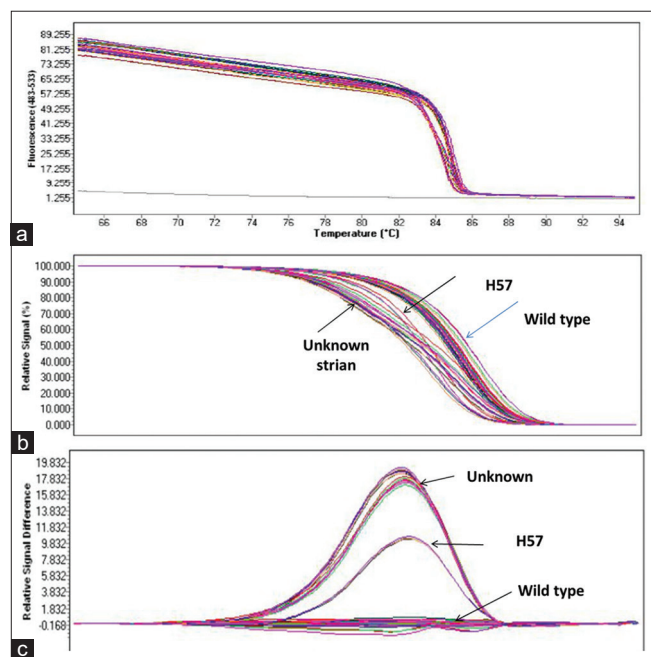 89.255
81.255
73.255
65.255
57.255
49.255
41.255
33.255
25.255
17.255
9.255
1.255
Fluorescence (483-533)
66 68 70 72 74 76 78 80 82 84 86 88 90 92 94
Temperature (°C)
a
100.000
90.000
80.000
70.000
60.000
50.000
40.000
30.000
20.000
10.000
0.000
Relative Signal (%)
H57
Wild type
Unknown
strian
b
19.832
17.832
15.832
13.832
11.832
9.832
7.832
5.832
3.832
1.832
-0.168
Relative Signal Difference
Unknown
H57
Wild type
c